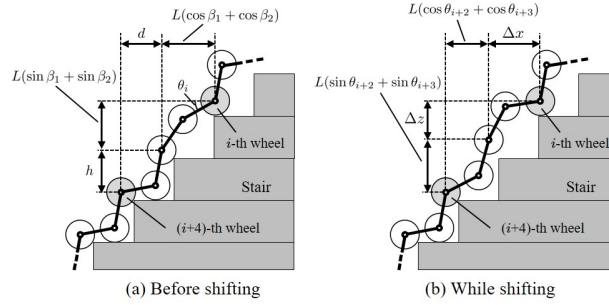 L(cos β₁ + cos β₂)
d
L(sin β₁ + sin β₂)
θᵢ
i-th wheel
h
Stair
(i+4)-th wheel
(a) Before shifting
L(cos θᵢ₊₂ + cos θᵢ₊₃)
Δx
L(sin θᵢ₊₂ + sin θᵢ₊₃)
Δz
i-th wheel
Stair
(i+4)-th wheel
(b) While shifting